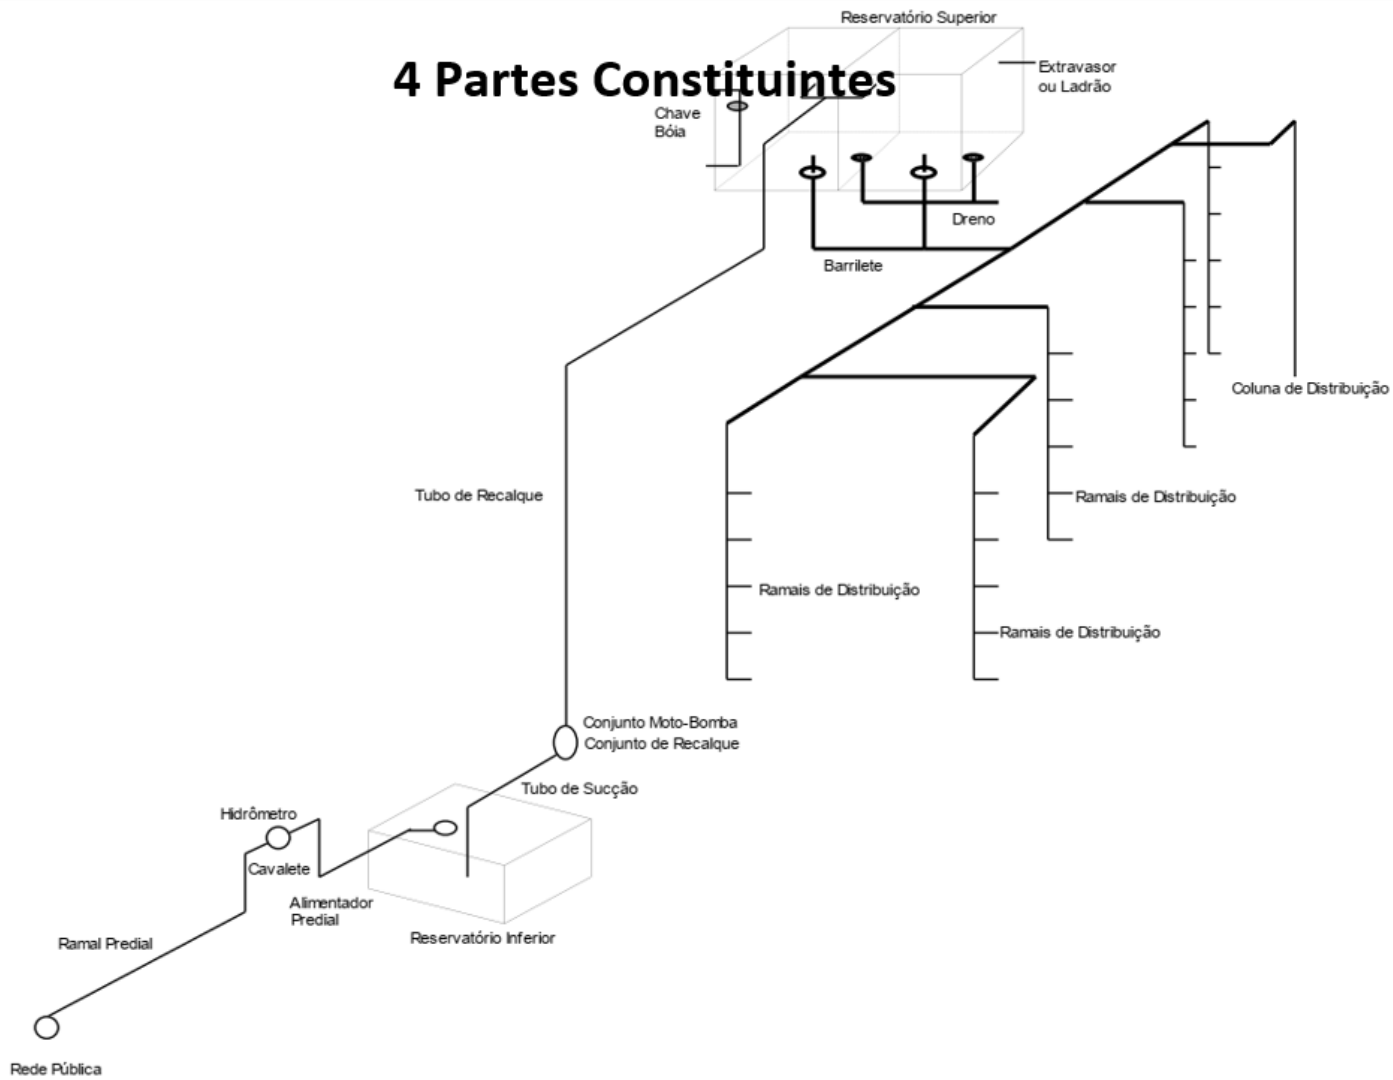 Reservatório Superior
4 Partes Constituintes
Extravasor
ou Ladrão
Chave
Bóia
Dreno
Barrilete
Coluna de Distribuição
Tubo de Recalque
Ramais de Distribuição
Ramais de Distribuição
Ramais de Distribuição
Conjunto Moto-Bomba
Conjunto de Recalque
Tubo de Sucção
Hidrômetro
Cavalete
Alimentador
Predial
Reservatório Inferior
Ramal Predial
Rede Pública